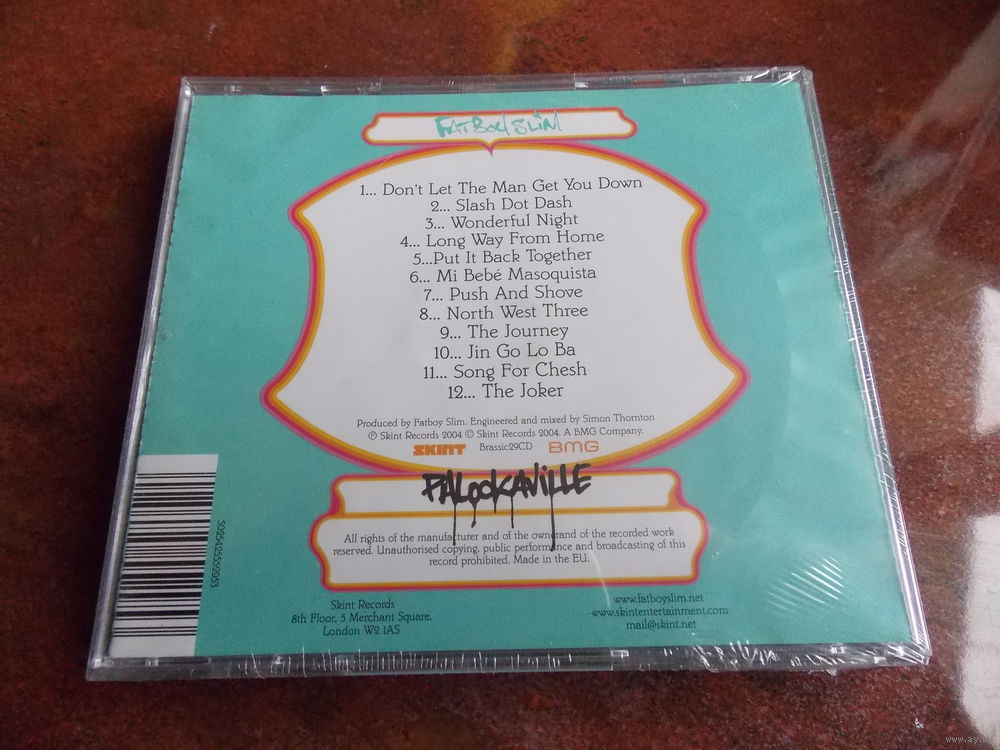 FATBOY SLIM
1... Don't Let The Man Get You Down
2... Slash Dot Dash
3... Wonderful Night
4... Long Way From Home
5...Put It Back Together
6... Mi Bebé Masoquista
7... Push And Shove
8... North West Three
9... The Journey
10... Jin Go Lo Ba
11... Song For Chesh
12... The Joker
Produced by Fatboy Slim. Engineered and mixed by Simon Thornton
℗ Skint Records 2004 © Skint Records 2004. A BMG Company.
SKINT Brassic29CD BMG
PALOOKAVILLE
All rights of the manufacturer and of the ownerand of the recorded work
reserved. Unauthorised copying, public performance and broadcasting of this
record prohibited. Made in the EU.
5025425552953
Skint Records
8th Floor, 5 Merchant Square,
London W2 1AS
www.fatboyslim.net
www.skintentertainment.com
mail@skint.net